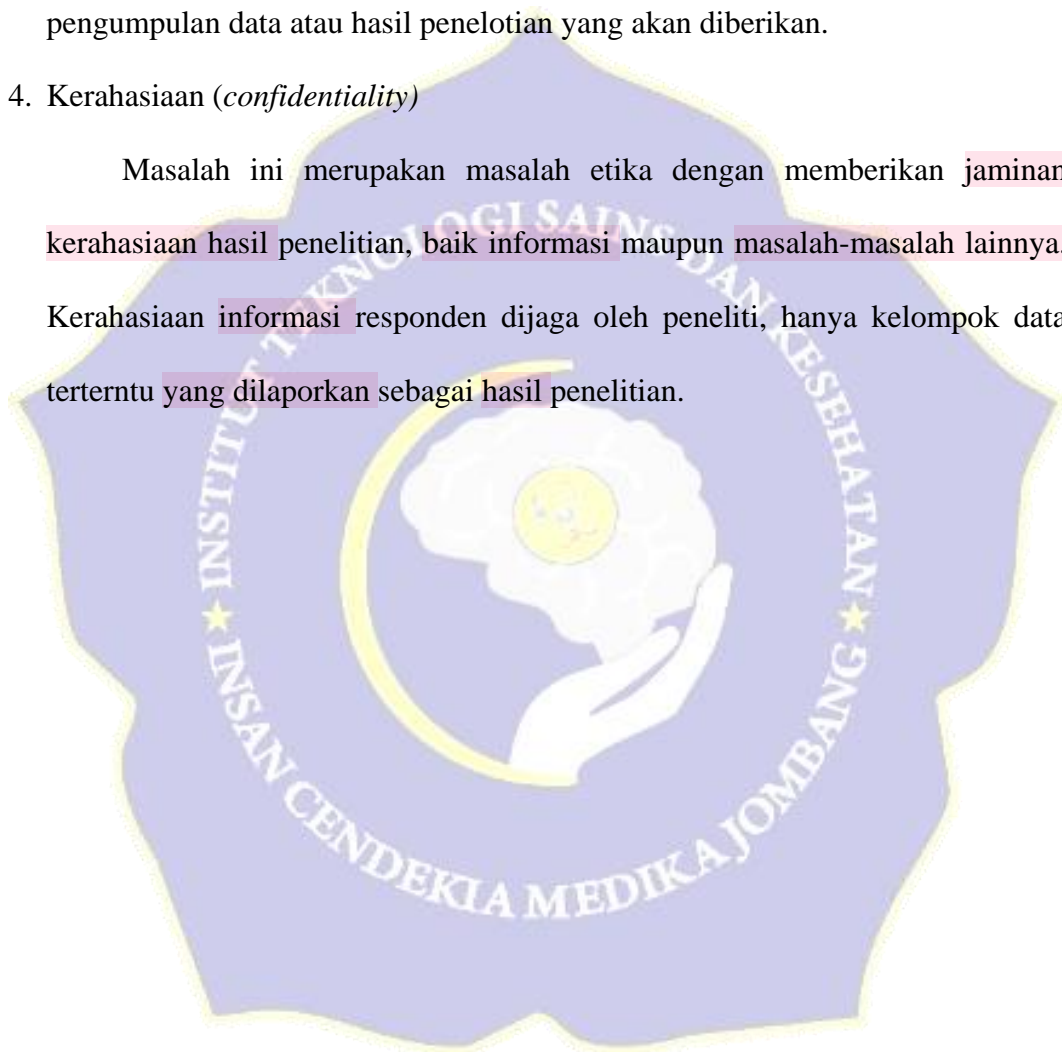 pengumpulan data atau hasil penelotian yang akan diberikan.
4. Kerahasiaan (confidentiality)
Masalah ini merupakan masalah etika dengan memberikan jaminan
kerahasiaan hasil penelitian, baik informasi maupun masalah-masalah lainnya.
Kerahasiaan informasi responden dijaga oleh peneliti, hanya kelompok data
terterntu yang dilaporkan sebagai hasil penelitian.
INSTITUT TEKNOLOGI SAINS DAN KESEHATAN
INSAN CENDEKIA MEDIKA JOMBANG